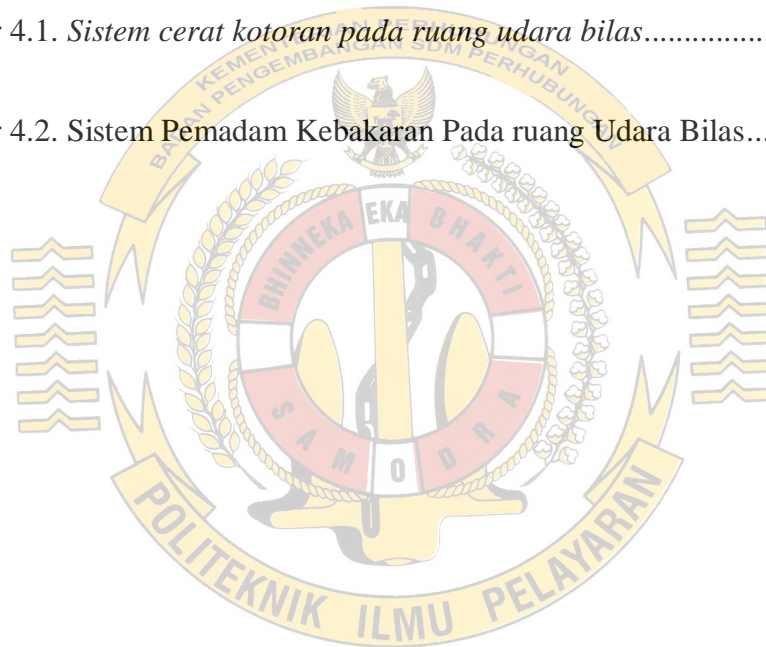 r 4.1. Sistem cerat kotoran pada ruang udara bilas.................
KEMENTERIAN PERHUBUNGAN
BADAN PENGEMBANGAN SDM PERHUBUNGAN
r 4.2. Sistem Pemadam Kebakaran Pada ruang Udara Bilas...
BHINNEKA EKA BHAKTI
SAMODRA
POLITEKNIK ILMU PELAYARAN